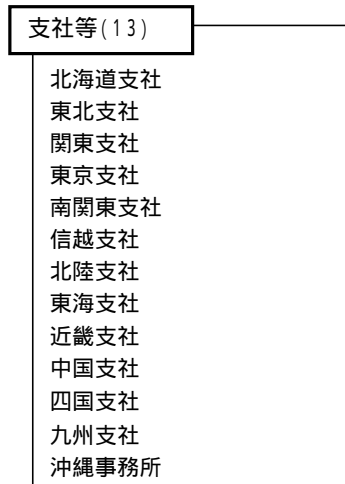 支社等(13)
北海道支社
東北支社
関東支社
東京支社
南関東支社
信越支社
北陸支社
東海支社
近畿支社
中国支社
四国支社
九州支社
沖縄事務所